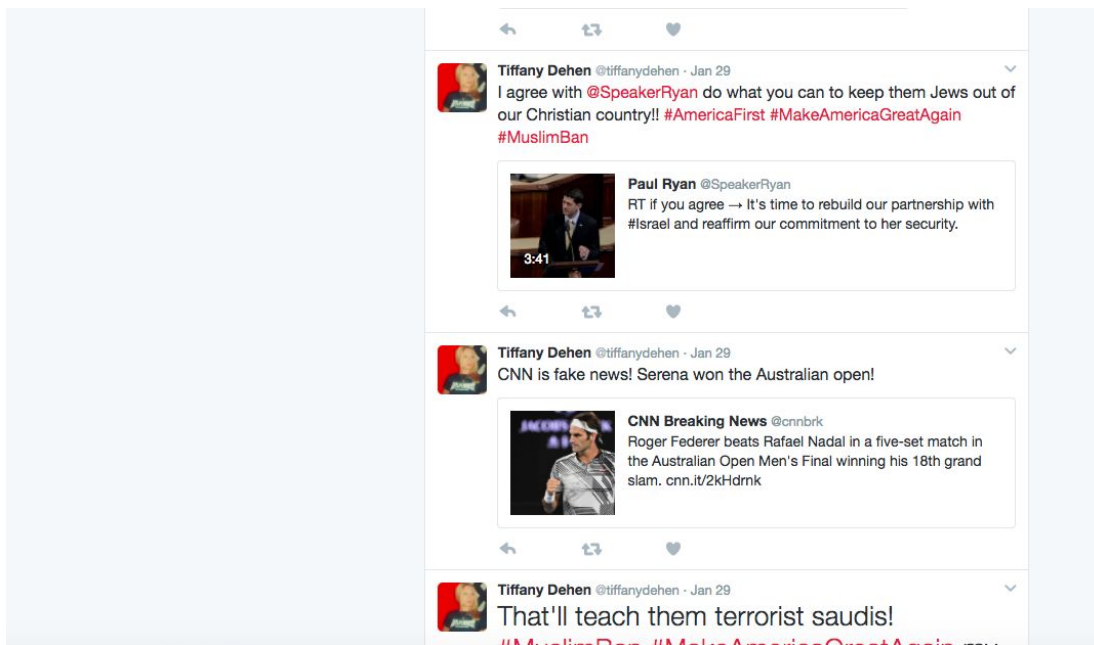 Tiffany Dehen @tiffanydehen · Jan 29
I agree with @SpeakerRyan do what you can to keep them Jews out of
our Christian country!! #AmericaFirst #MakeAmericaGreatAgain
#MuslimBan
Paul Ryan @SpeakerRyan
RT if you agree → It's time to rebuild our partnership with
#Israel and reaffirm our commitment to her security.
3:41
Tiffany Dehen @tiffanydehen · Jan 29
CNN is fake news! Serena won the Australian open!
CNN Breaking News @cnnbrk
Roger Federer beats Rafael Nadal in a five-set match in
the Australian Open Men's Final winning his 18th grand
slam. cnn.it/2kHdrnk
Tiffany Dehen @tiffanydehen · Jan 29
That'll teach them terrorist saudis!
#MuslimBan #MakeAmericaGreatAgain